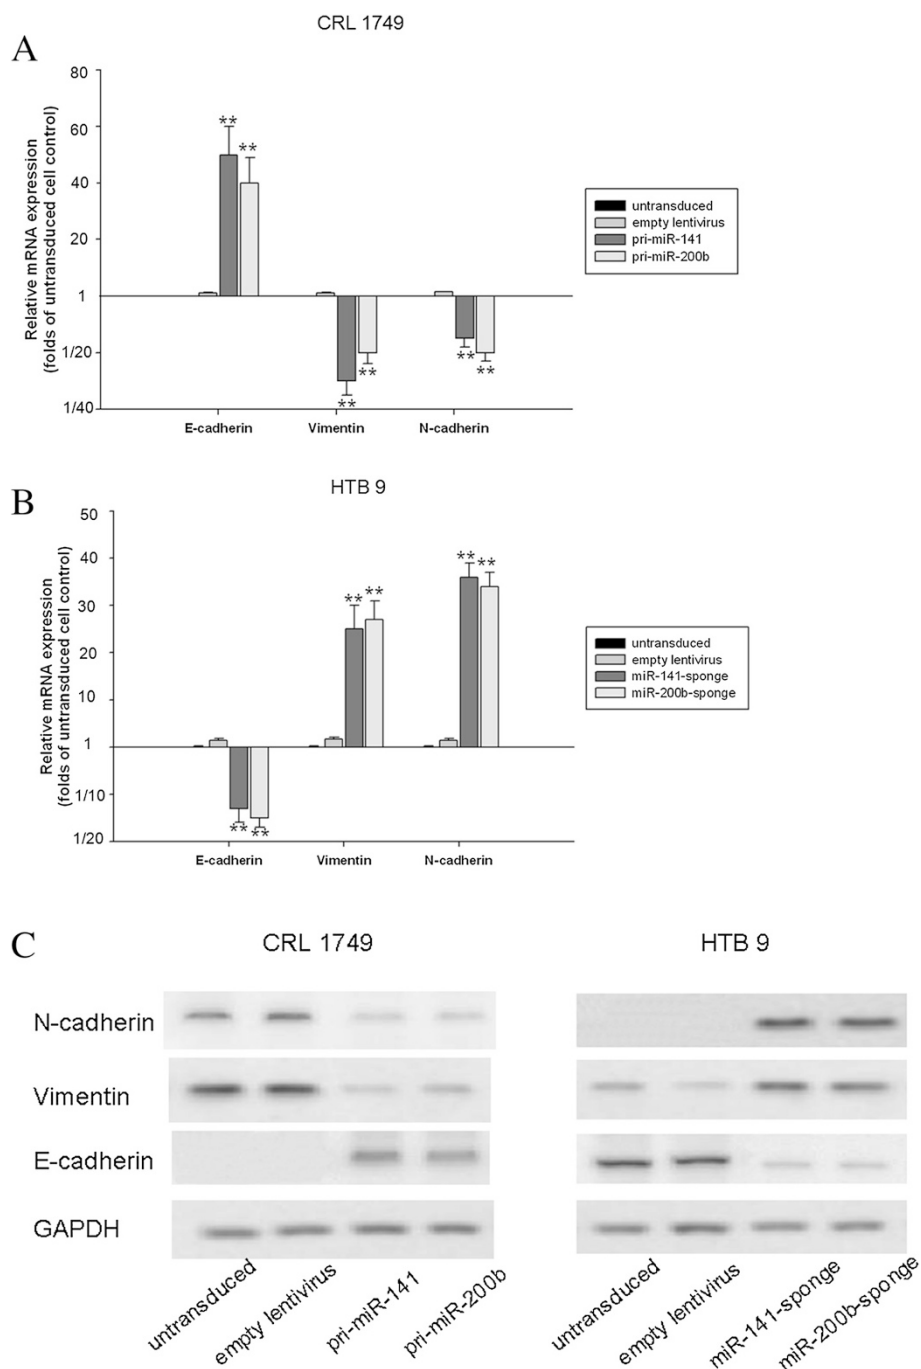 CRL 1749
A
Relative mRNA expression
(folds of untransduced cell control)
80
60
40
20
1
1/20
1/40
**
**
**
**
**
**
E-cadherin
Vimentin
N-cadherin
untransduced
empty lentivirus
pri-miR-141
pri-miR-200b
HTB 9
B
Relative mRNA expression
(folds of untransduced cell control)
50
40
30
20
10
1
1/10
1/20
**
**
**
**
**
**
E-cadherin
Vimentin
N-cadherin
untransduced
empty lentivirus
miR-141-sponge
miR-200b-sponge
C
CRL 1749
HTB 9
N-cadherin
Vimentin
E-cadherin
GAPDH
untransduced
empty lentivirus
pri-miR-141
pri-miR-200b
untransduced
empty lentivirus
miR-141-sponge
miR-200b-sponge